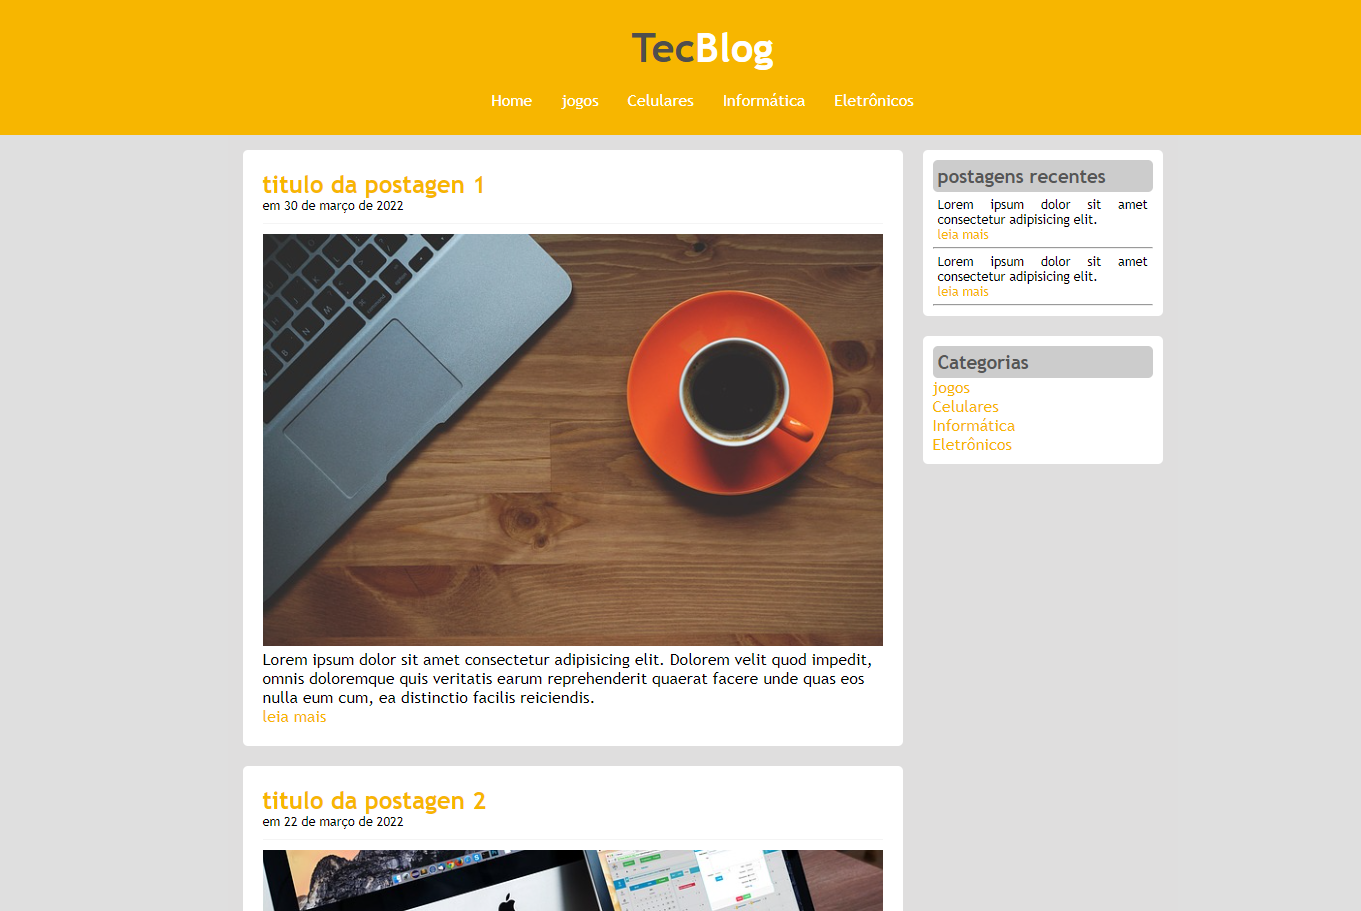 TecBlog
Home jogos Celulares Informática Eletrônicos
titulo da postagen 1
em 30 de março de 2022
Lorem ipsum dolor sit amet consectetur adipisicing elit. Dolorem velit quod impedit,
omnis doloremque quis veritatis earum reprehenderit quaerat facere unde quas eos
nulla eum cum, ea distinctio facilis reiciendis.
leia mais
titulo da postagen 2
em 22 de março de 2022
postagens recentes
Lorem ipsum dolor sit amet
consectetur adipisicing elit.
leia mais
Lorem ipsum dolor sit amet
consectetur adipisicing elit.
leia mais
Categorias
jogos
Celulares
Informática
Eletrônicos